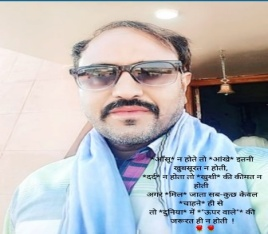 *आँसू* न होते तो *आंखे* इतनी
खुबसूरत न होती,
*दर्द* न होता तो *खुशी* की कीमत न
होती
अगर *मिल* जाता सब-कुछ केवल
*चाहने* ही से
तो *दुनिया* में *"ऊपर वाले"* की
जरूरत ही न होती !